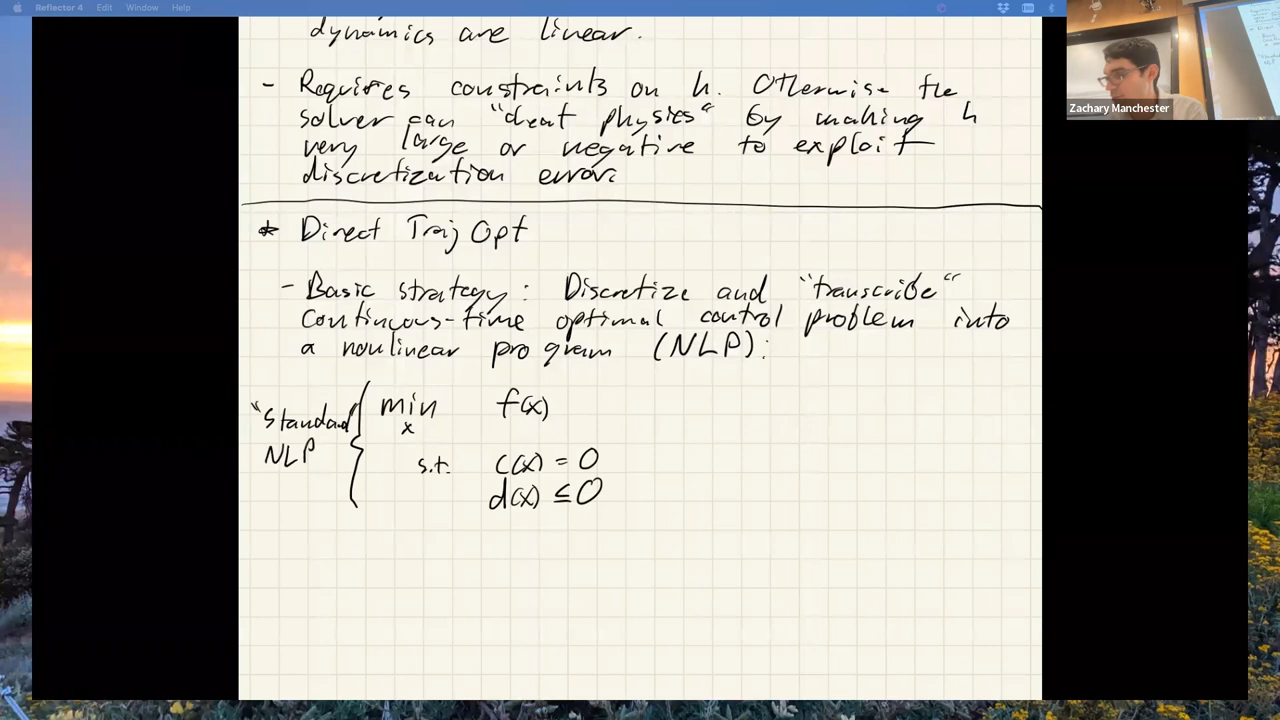 Reflector 4 Edit Window Help
Zachary Manchester
dynamics are linear.
- Requires constraints on h. Otherwise the
solver can "cheat physics" by making h
very large or negative to exploit
discretization error.
* Direct Traj Opt
- Basic strategy: Discretize and "transcribe"
continuous-time optimal control problem into
a nonlinear program (NLP):
"Standard
NLP
min f(x)
x
s.t. c(x) = 0
d(x) ≤ 0